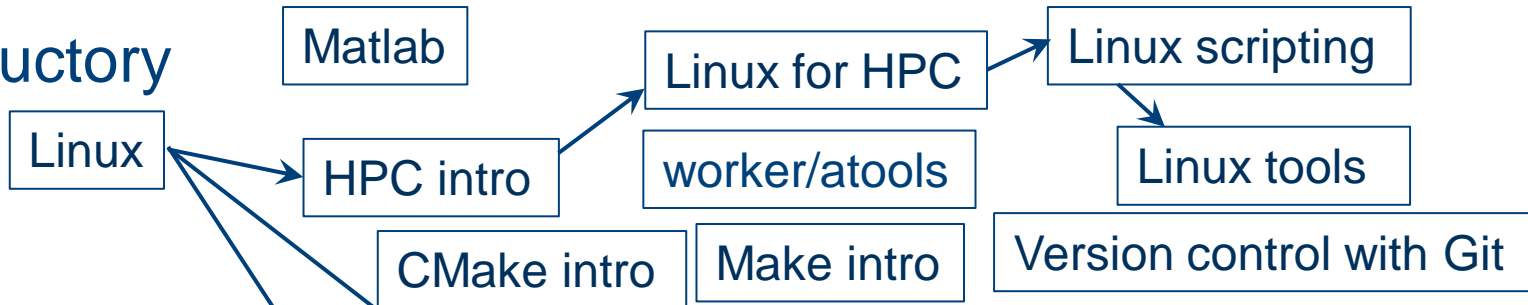 uctory
Matlab
Linux for HPC
Linux scripting
Linux
HPC intro
worker/atools
Linux tools
CMake intro
Make intro
Version control with Git